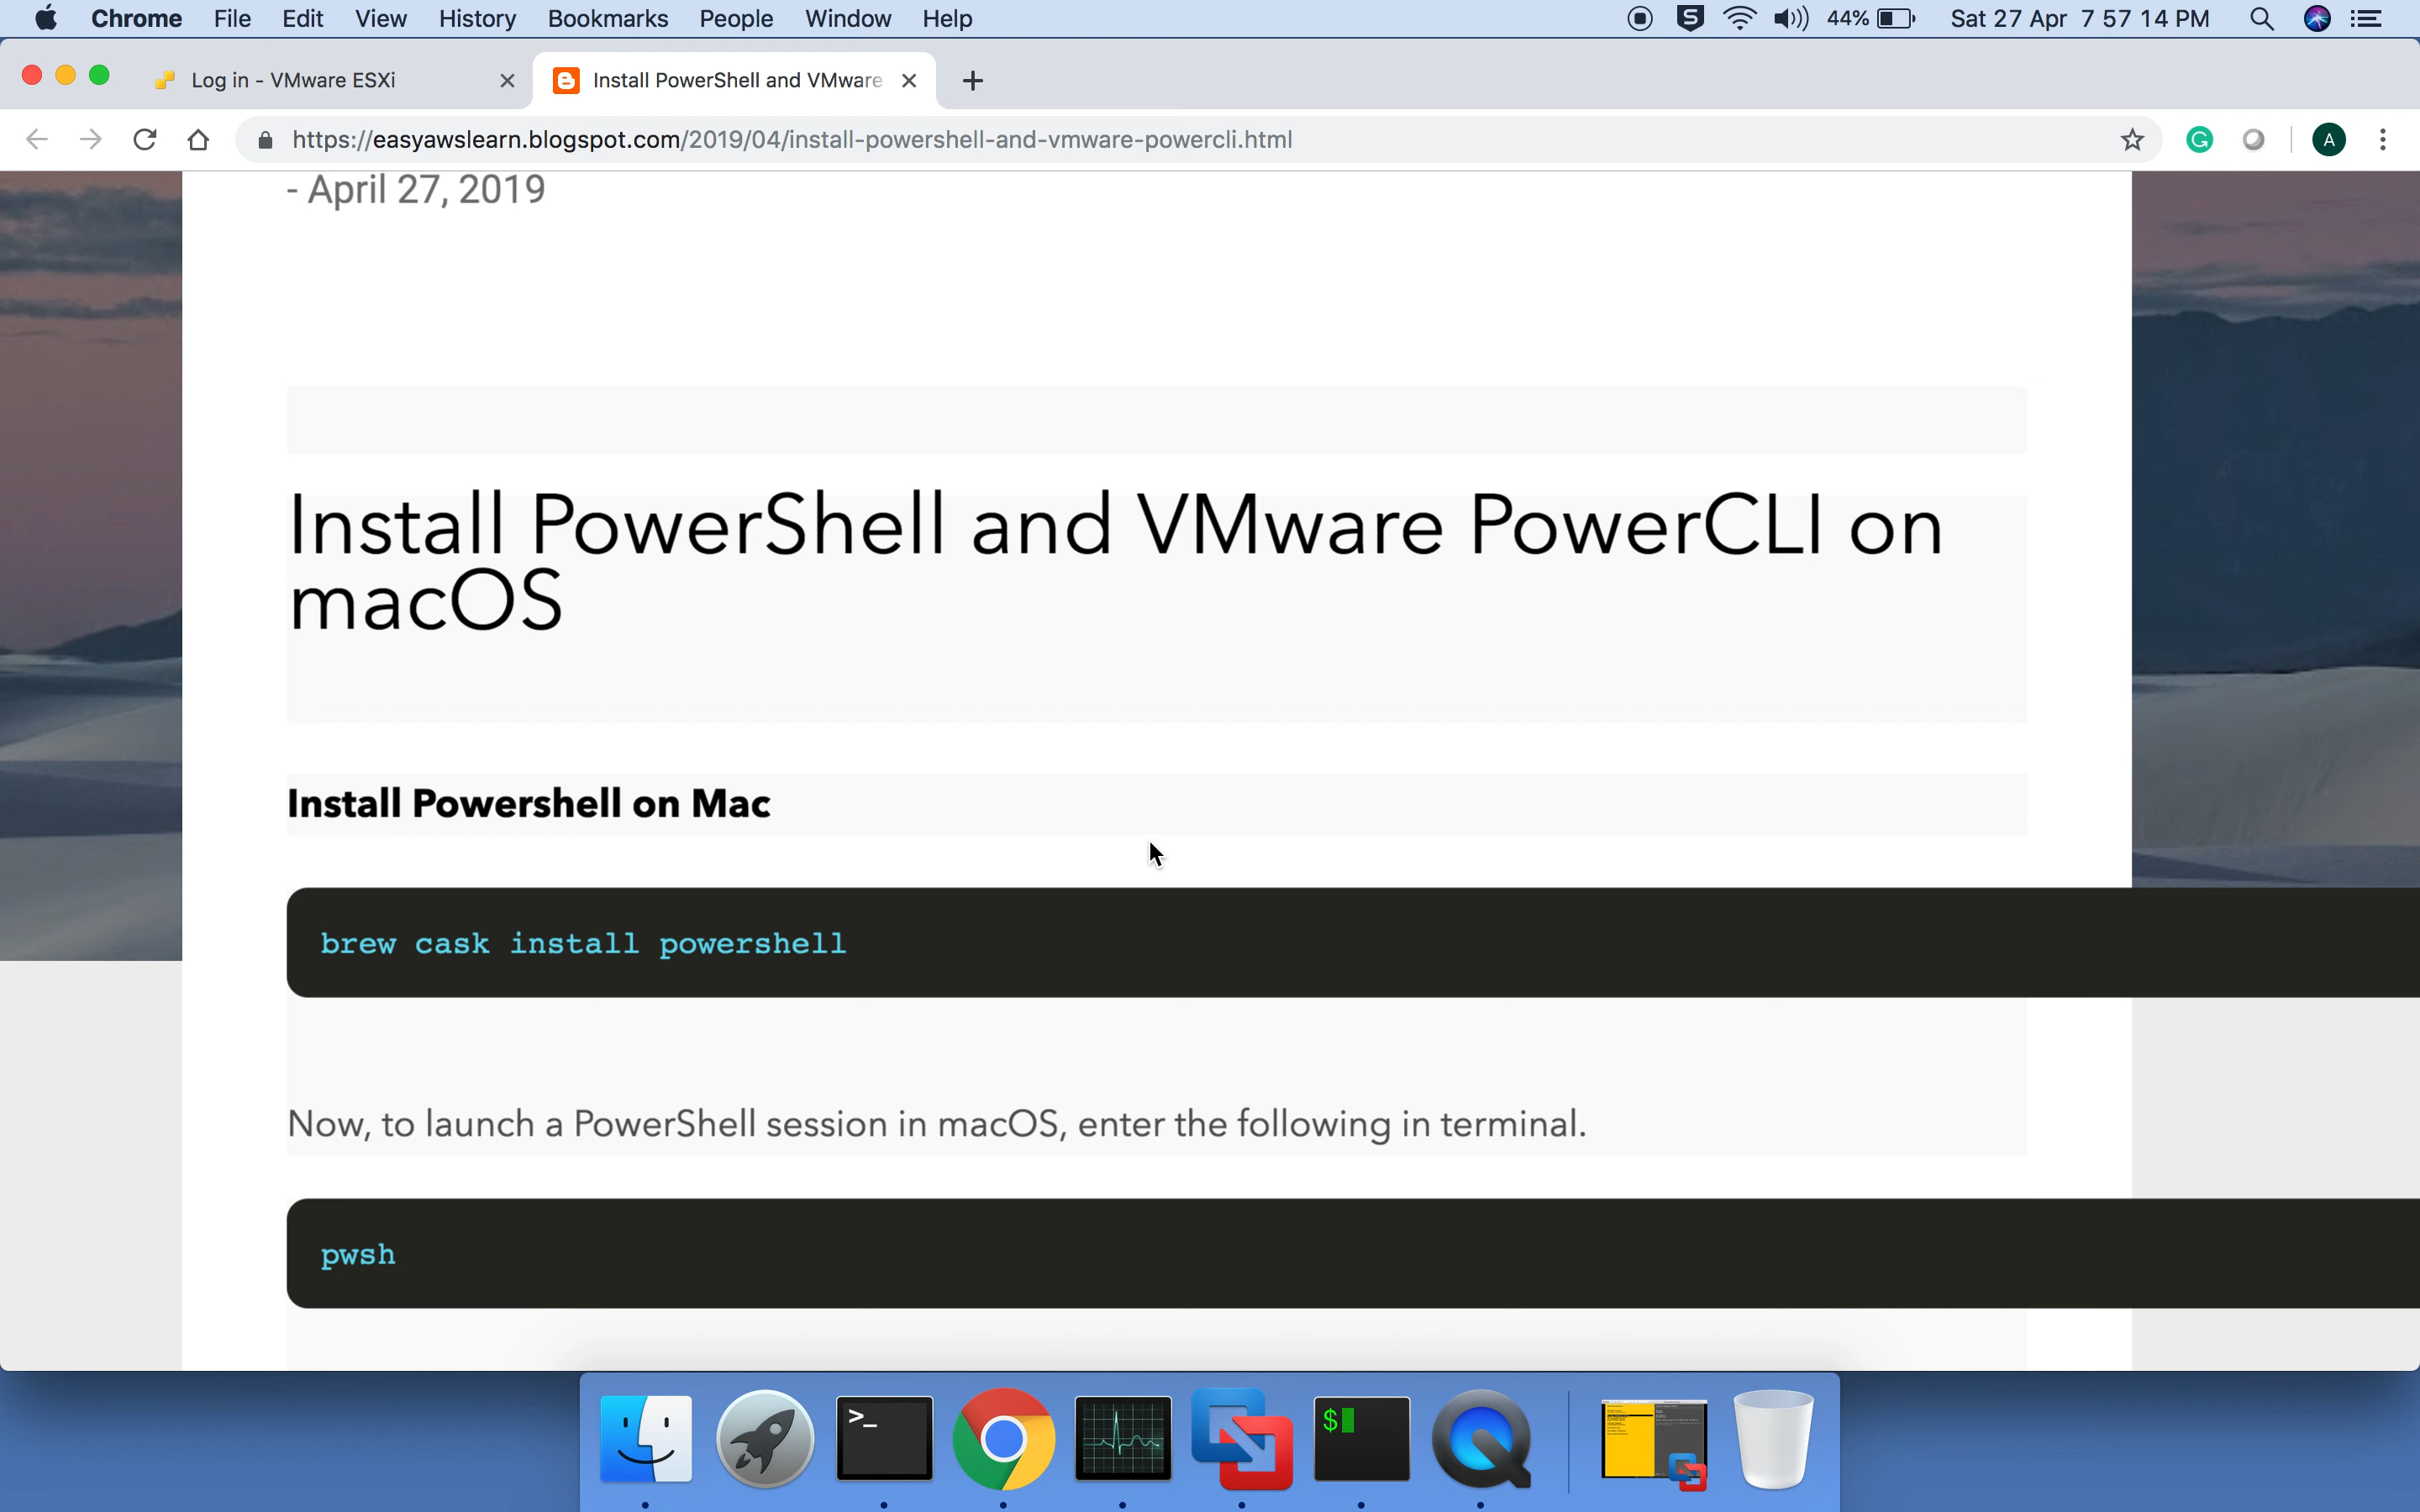 Chrome File Edit View History Bookmarks People Window Help 44% Sat 27 Apr 7 57 14 PM
Log in - VMware ESXi Install PowerShell and VMware
https://easyawslearn.blogspot.com/2019/04/install-powershell-and-vmware-powercli.html A
- April 27, 2019
Install PowerShell and VMware PowerCLI on
macOS
Install Powershell on Mac
brew cask install powershell
Now, to launch a PowerShell session in macOS, enter the following in terminal.
pwsh
>_ $